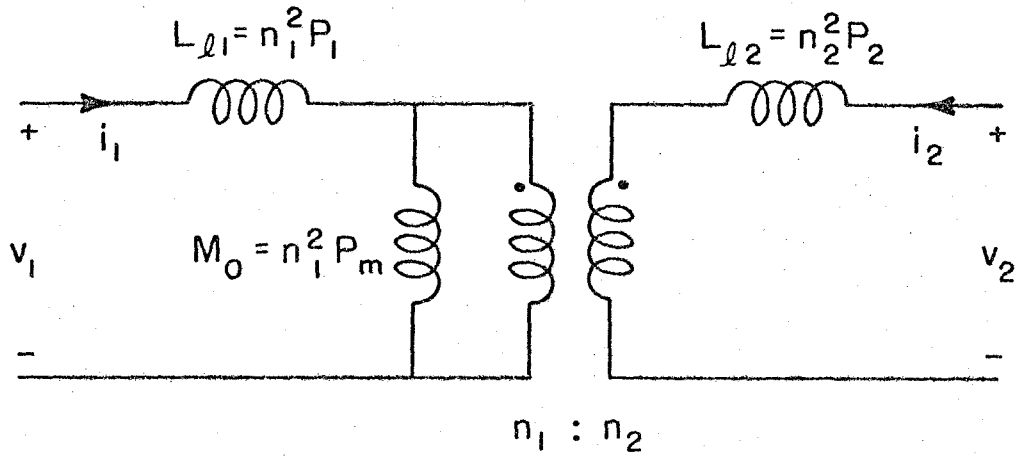 L_ℓ1 = n_1^2 P_1
L_ℓ2 = n_2^2 P_2
+
i_1
i_2
+
v_1
M_0 = n_1^2 P_m
v_2
-
-
n_1 : n_2